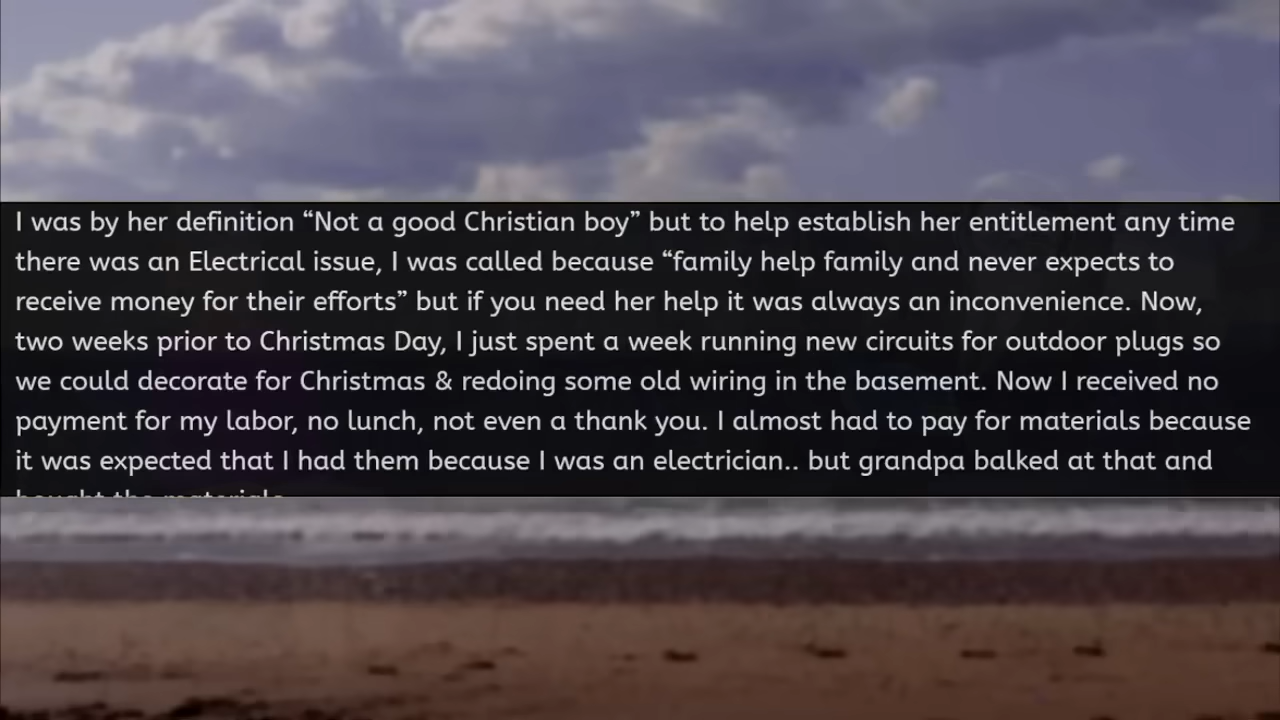 I was by her definition “Not a good Christian boy” but to help establish her entitlement any time
there was an Electrical issue, I was called because “family help family and never expects to
receive money for their efforts” but if you need her help it was always an inconvenience. Now,
two weeks prior to Christmas Day, I just spent a week running new circuits for outdoor plugs so
we could decorate for Christmas & redoing some old wiring in the basement. Now I received no
payment for my labor, no lunch, not even a thank you. I almost had to pay for materials because
it was expected that I had them because I was an electrician.. but grandpa balked at that and
bought the materials